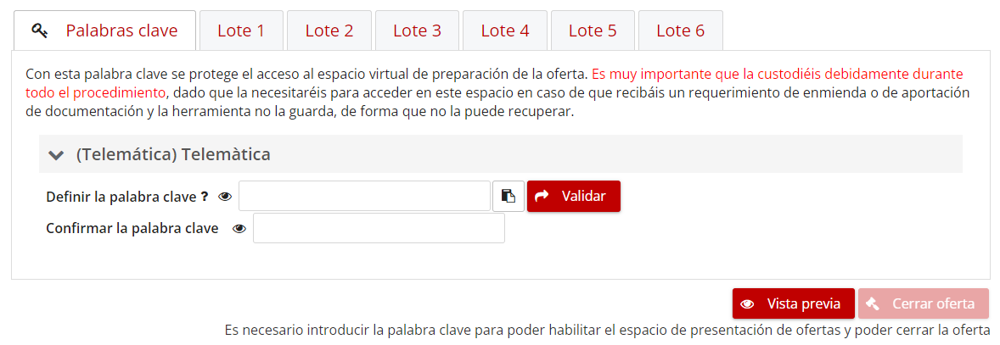 Palabras clave
Lote 1
Lote 2
Lote 3
Lote 4
Lote 5
Lote 6
Con esta palabra clave se protege el acceso al espacio virtual de preparación de la oferta. Es muy importante que la custodiéis debidamente durante
todo el procedimiento, dado que la necesitaréis para acceder en este espacio en caso de que recibáis un requerimiento de enmienda o de aportación
de documentación y la herramienta no la guarda, de forma que no la puede recuperar.
(Telemática) Telemàtica
Definir la palabra clave ?
Validar
Confirmar la palabra clave
Vista previa
Cerrar oferta
Es necesario introducir la palabra clave para poder habilitar el espacio de presentación de ofertas y poder cerrar la oferta